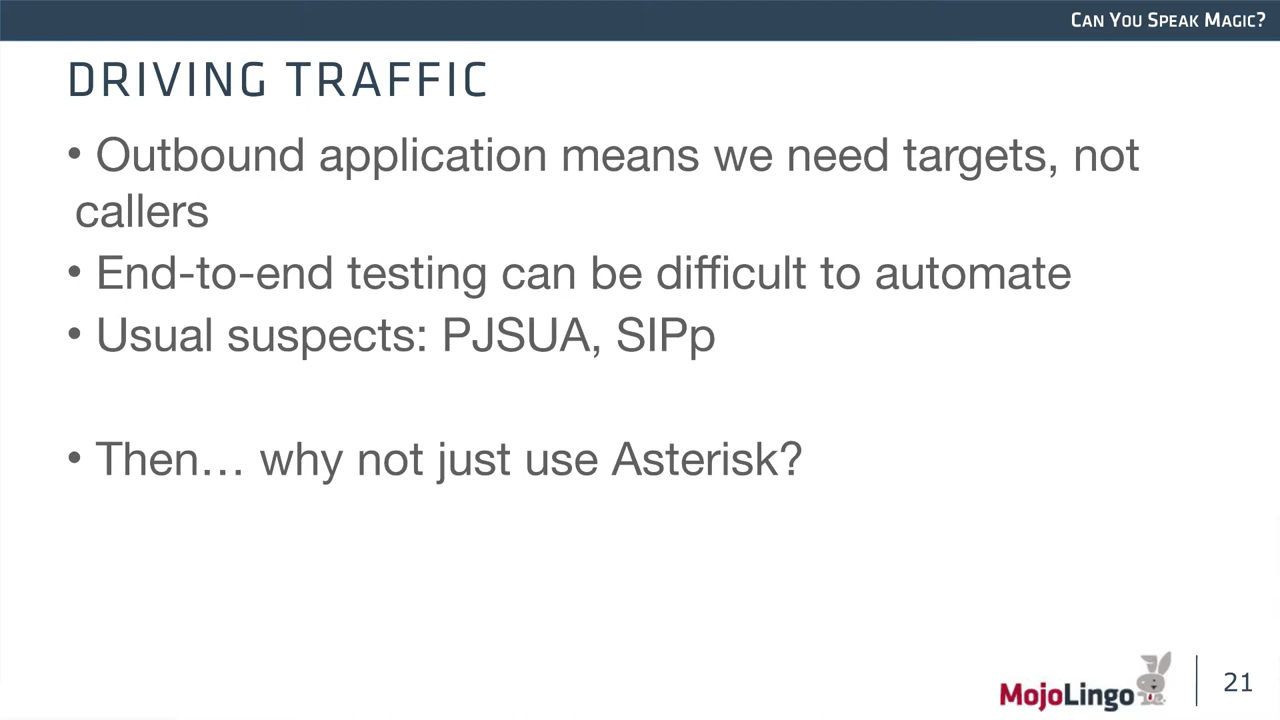 Can You Speak Magic?
DRIVING TRAFFIC
• Outbound application means we need targets, not
callers
• End-to-end testing can be difficult to automate
• Usual suspects: PJSUA, SIPp
• Then… why not just use Asterisk?
MojoLingo
21